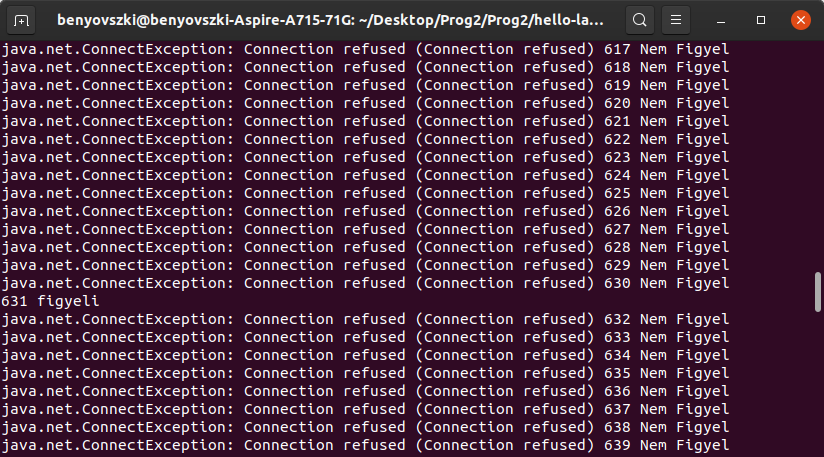 benyovszki@benyovszki-Aspire-A715-71G: ~/Desktop/Prog2/Prog2/hello-la...
java.net.ConnectException: Connection refused (Connection refused) 617 Nem Figyel
java.net.ConnectException: Connection refused (Connection refused) 618 Nem Figyel
java.net.ConnectException: Connection refused (Connection refused) 619 Nem Figyel
java.net.ConnectException: Connection refused (Connection refused) 620 Nem Figyel
java.net.ConnectException: Connection refused (Connection refused) 621 Nem Figyel
java.net.ConnectException: Connection refused (Connection refused) 622 Nem Figyel
java.net.ConnectException: Connection refused (Connection refused) 623 Nem Figyel
java.net.ConnectException: Connection refused (Connection refused) 624 Nem Figyel
java.net.ConnectException: Connection refused (Connection refused) 625 Nem Figyel
java.net.ConnectException: Connection refused (Connection refused) 626 Nem Figyel
java.net.ConnectException: Connection refused (Connection refused) 627 Nem Figyel
java.net.ConnectException: Connection refused (Connection refused) 628 Nem Figyel
java.net.ConnectException: Connection refused (Connection refused) 629 Nem Figyel
java.net.ConnectException: Connection refused (Connection refused) 630 Nem Figyel
631 figyeli
java.net.ConnectException: Connection refused (Connection refused) 632 Nem Figyel
java.net.ConnectException: Connection refused (Connection refused) 633 Nem Figyel
java.net.ConnectException: Connection refused (Connection refused) 634 Nem Figyel
java.net.ConnectException: Connection refused (Connection refused) 635 Nem Figyel
java.net.ConnectException: Connection refused (Connection refused) 636 Nem Figyel
java.net.ConnectException: Connection refused (Connection refused) 637 Nem Figyel
java.net.ConnectException: Connection refused (Connection refused) 638 Nem Figyel
java.net.ConnectException: Connection refused (Connection refused) 639 Nem Figyel